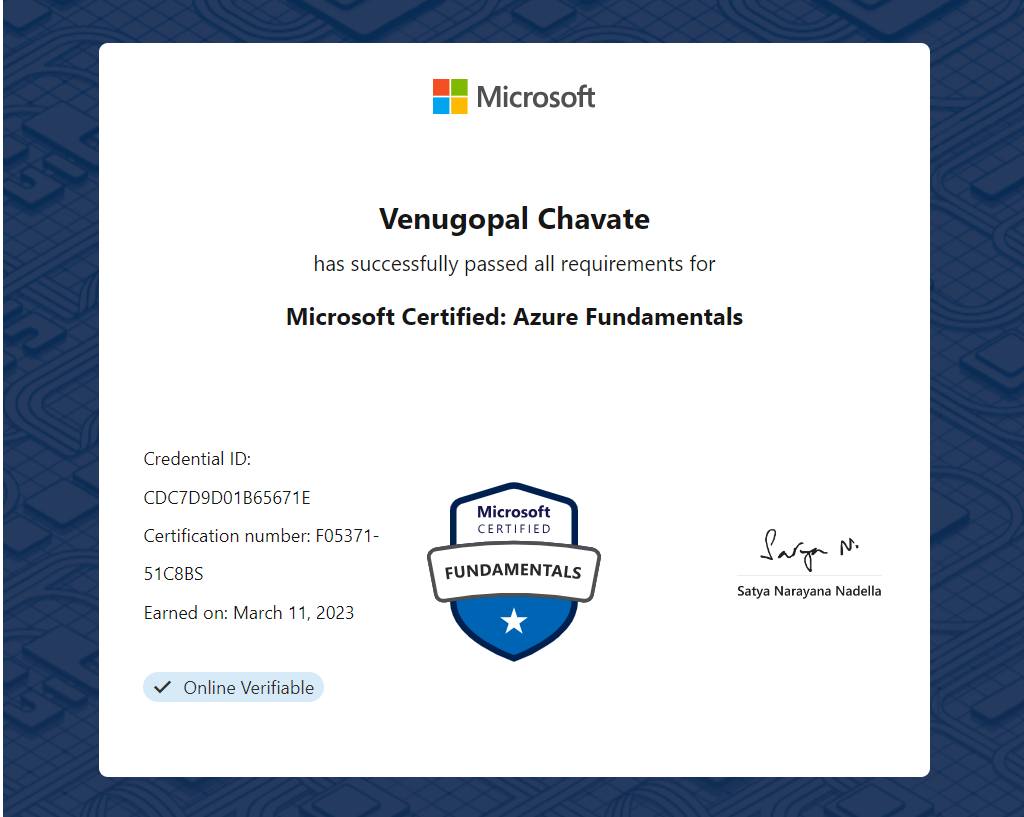 Microsoft
Venugopal Chavate
has successfully passed all requirements for
Microsoft Certified: Azure Fundamentals
Credential ID:
CDC7D9D01B65671E
Certification number: F05371-
51C8BS
Earned on: March 11, 2023
Online Verifiable
Microsoft
CERTIFIED
FUNDAMENTALS
Satya N.
Satya Narayana Nadella